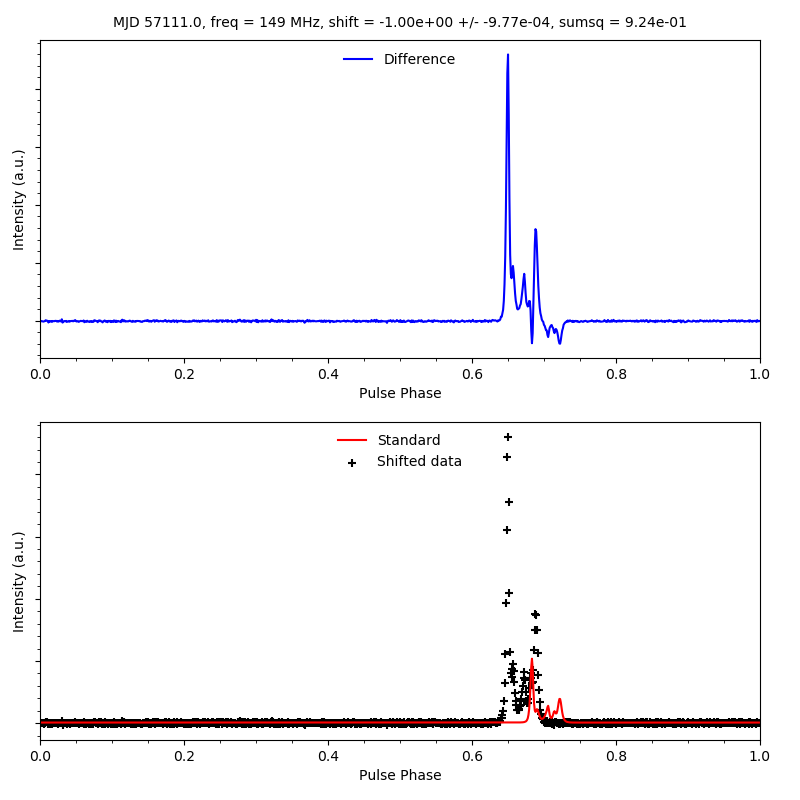 MJD 57111.0, freq = 149 MHz, shift = -1.00e+00 +/- -9.77e-04, sumsq = 9.24e-01
Difference
Intensity (a.u.)
0.0 0.2 0.4 0.6 0.8 1.0
Pulse Phase
Standard
Shifted data
Intensity (a.u.)
0.0 0.2 0.4 0.6 0.8 1.0
Pulse Phase